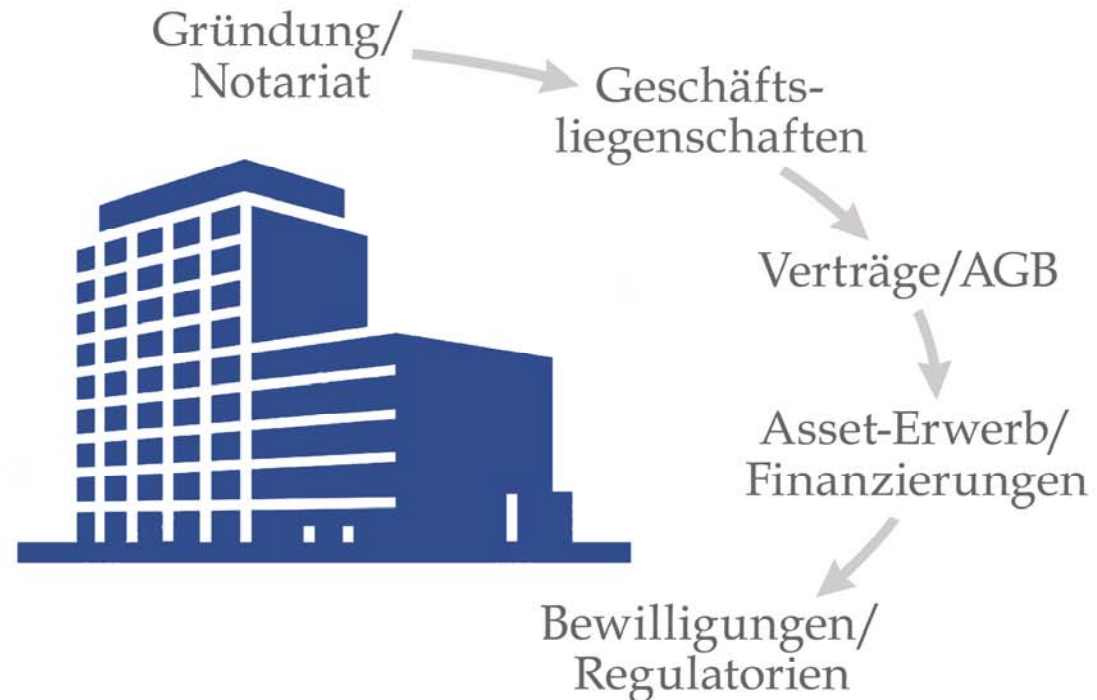 Gründung/
Notariat
Geschäfts-
liegenschaften
Verträge/AGB
Asset-Erwerb/
Finanzierungen
Bewilligungen/
Regulatorien